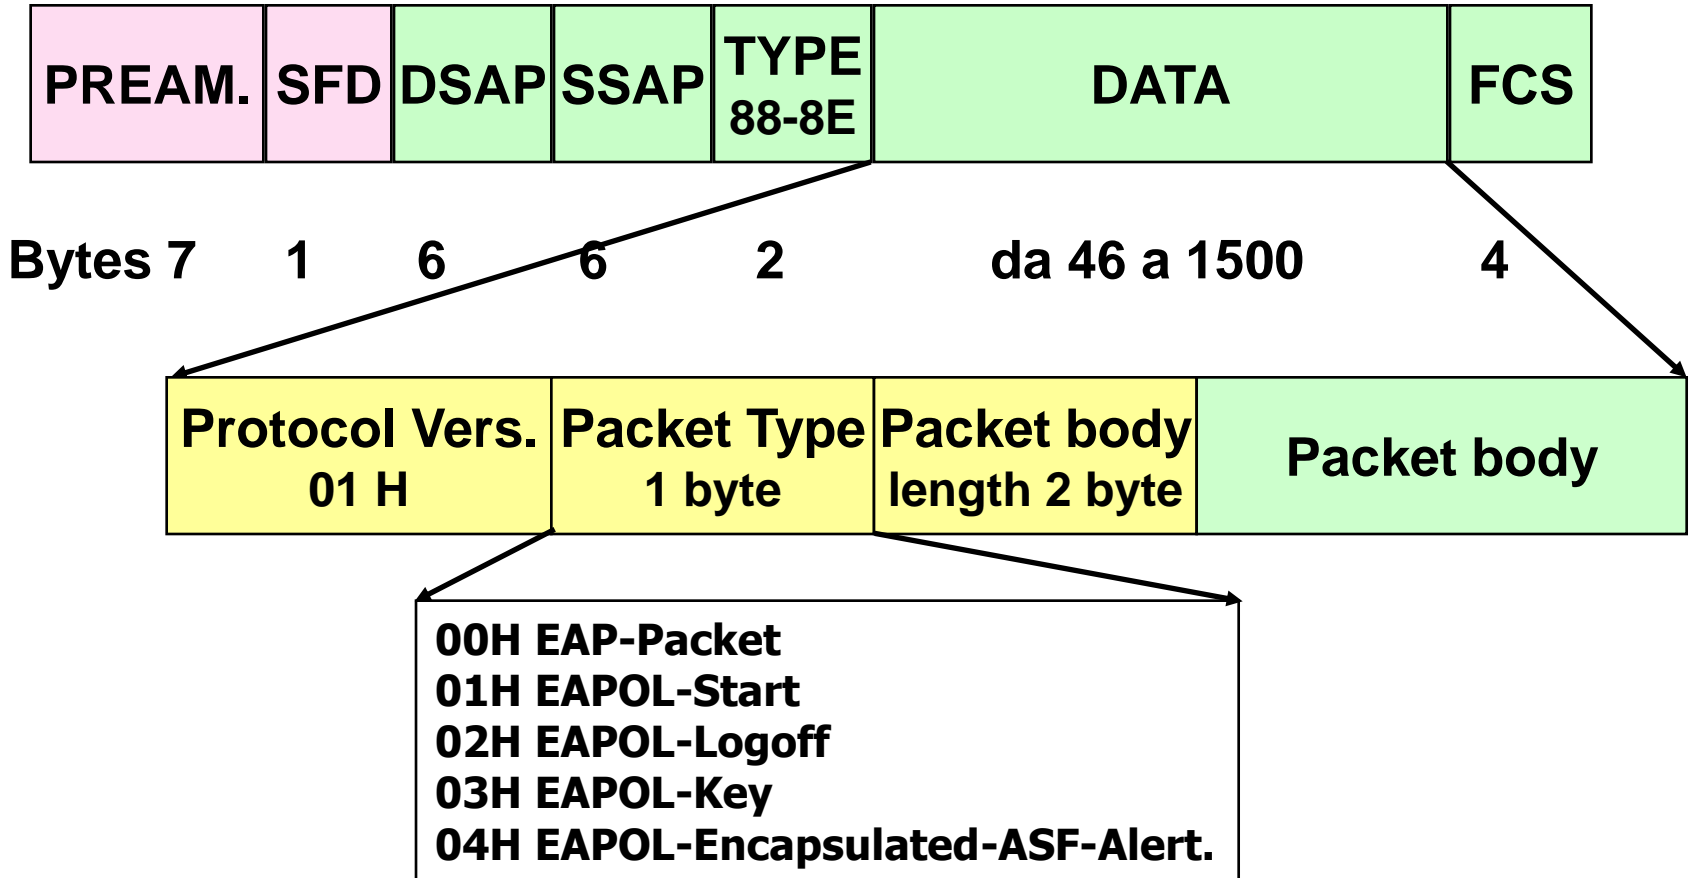 PREAM. SFD DSAP SSAP TYPE DATA FCS
88-8E
Bytes 7 1 6 6 2 da 46 a 1500 4
Protocol Vers. Packet Type Packet body Packet body
01 H 1 byte length 2 byte
00H EAP-Packet
01H EAPOL-Start
02H EAPOL-Logoff
03H EAPOL-Key
04H EAPOL-Encapsulated-ASF-Alert.